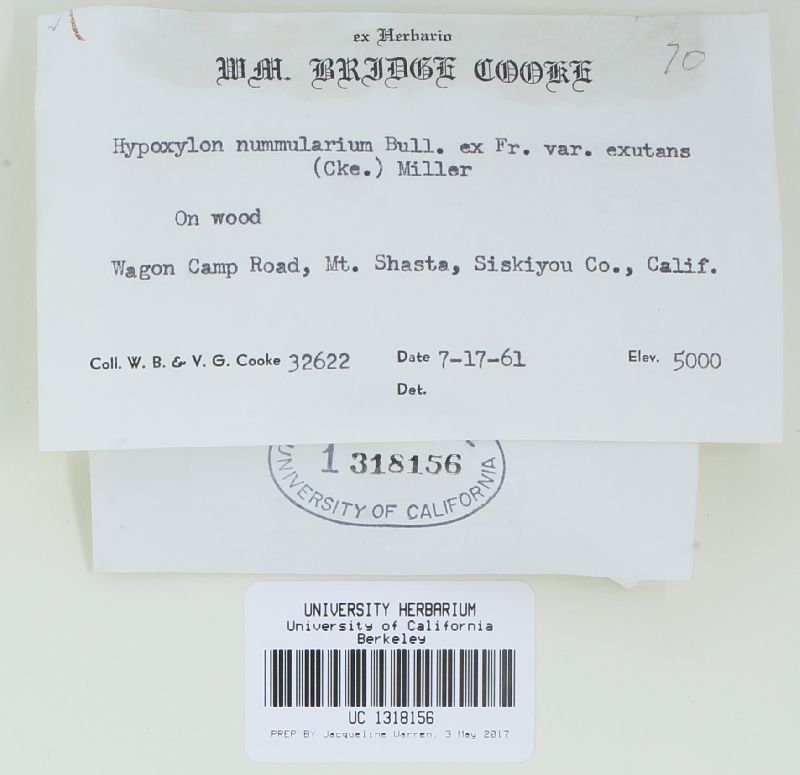 ex Herbario
WM. BRIDGE COOKE
70
Hypoxylon nummularium Bull. ex Fr. var. exutans
(Cke.) Miller
On wood
Wagon Camp Road, Mt. Shasta, Siskiyou Co., Calif.
Coll. W. B. & V. G. Cooke 32622 Date 7-17-61 Elev. 5000
Det.
1 318156
UNIVERSITY OF CALIFORNIA
UNIVERSITY HERBARIUM
University of California
Berkeley
UC 1318156
PREP BY Jacqueline Warren, 3 May 2017